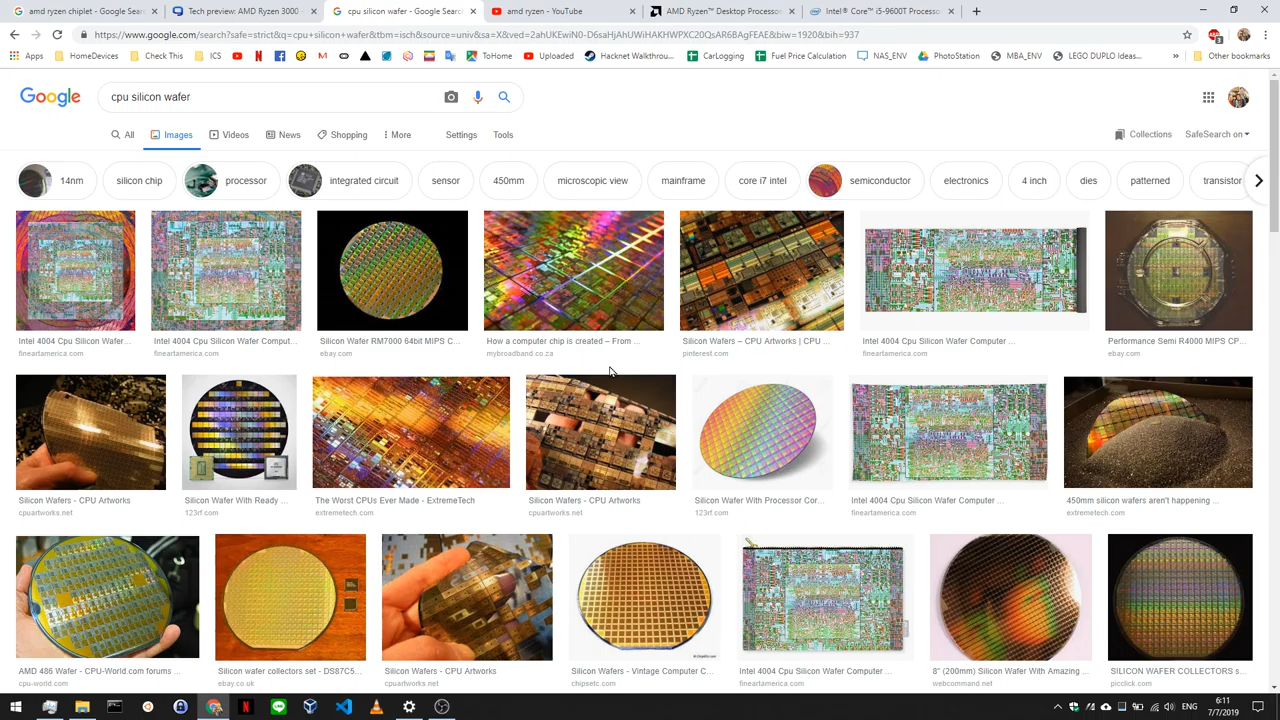 amd ryzen chiplet - Google Sear
Tech preview: AMD Ryzen 3000 -
cpu silicon wafer - Google Search
amd ryzen - YouTube
AMD Ryzen™ Desktop Processors
Intel® Core™ i5-9600T Processor
https://www.google.com/search?safe=strict&q=cpu+silicon+wafer&tbm=isch&source=univ&sa=X&ved=2ahUKEwiN0-D6saHjAhUWiHAKHWPXC20QsAR6BAgFEAE&biw=1920&bih=937
Apps
HomeDevices
Check This
ICS
ToHome
Uploaded
Hacknet Walkthrou...
CarLogging
Fuel Price Calculation
NAS_ENV
PhotoStation
MBA_ENV
LEGO DUPLO Ideas...
»
Other bookmarks
Google
cpu silicon wafer
All
Images
Videos
News
Shopping
More
Settings
Tools
Collections
SafeSearch on
14nm
silicon chip
processor
integrated circuit
sensor
450mm
microscopic view
mainframe
core i7 intel
semiconductor
electronics
4 inch
dies
patterned
transistor
Intel 4004 Cpu Silicon Wafer...
Intel 4004 Cpu Silicon Wafer Comput...
Silicon Wafer RM7000 64bit MIPS C...
How a computer chip is created – From ...
Silicon Wafers – CPU Artworks | CPU ...
Intel 4004 Cpu Silicon Wafer Computer ...
Performance Semi R4000 MIPS CP...
fineartamerica.com
fineartamerica.com
ebay.com
mybroadband.co.za
pinterest.com
fineartamerica.com
ebay.com
Silicon Wafers - CPU Artworks
Silicon Wafer With Ready ...
The Worst CPUs Ever Made - ExtremeTech
Silicon Wafers - CPU Artworks
Silicon Wafer With Processor Cor...
Intel 4004 Cpu Silicon Wafer Computer ...
450mm silicon wafers aren't happening ...
cpuartworks.net
123rf.com
extremetech.com
cpuartworks.net
123rf.com
fineartamerica.com
extremetech.com
AMD 486 Wafer - CPU-World.com forums ...
Silicon wafer collectors set - DS87C5...
Silicon Wafers - CPU Artworks
Silicon Wafers - Vintage Computer C...
Intel 4004 Cpu Silicon Wafer Computer ...
8" (200mm) Silicon Wafer With Amazing ...
SILICON WAFER COLLECTORS s...
cpu-world.com
ebay.co.uk
cpuartworks.net
chipsetc.com
fineartamerica.com
webcommand.net
picclick.com
ENG
6:11
7/7/2019